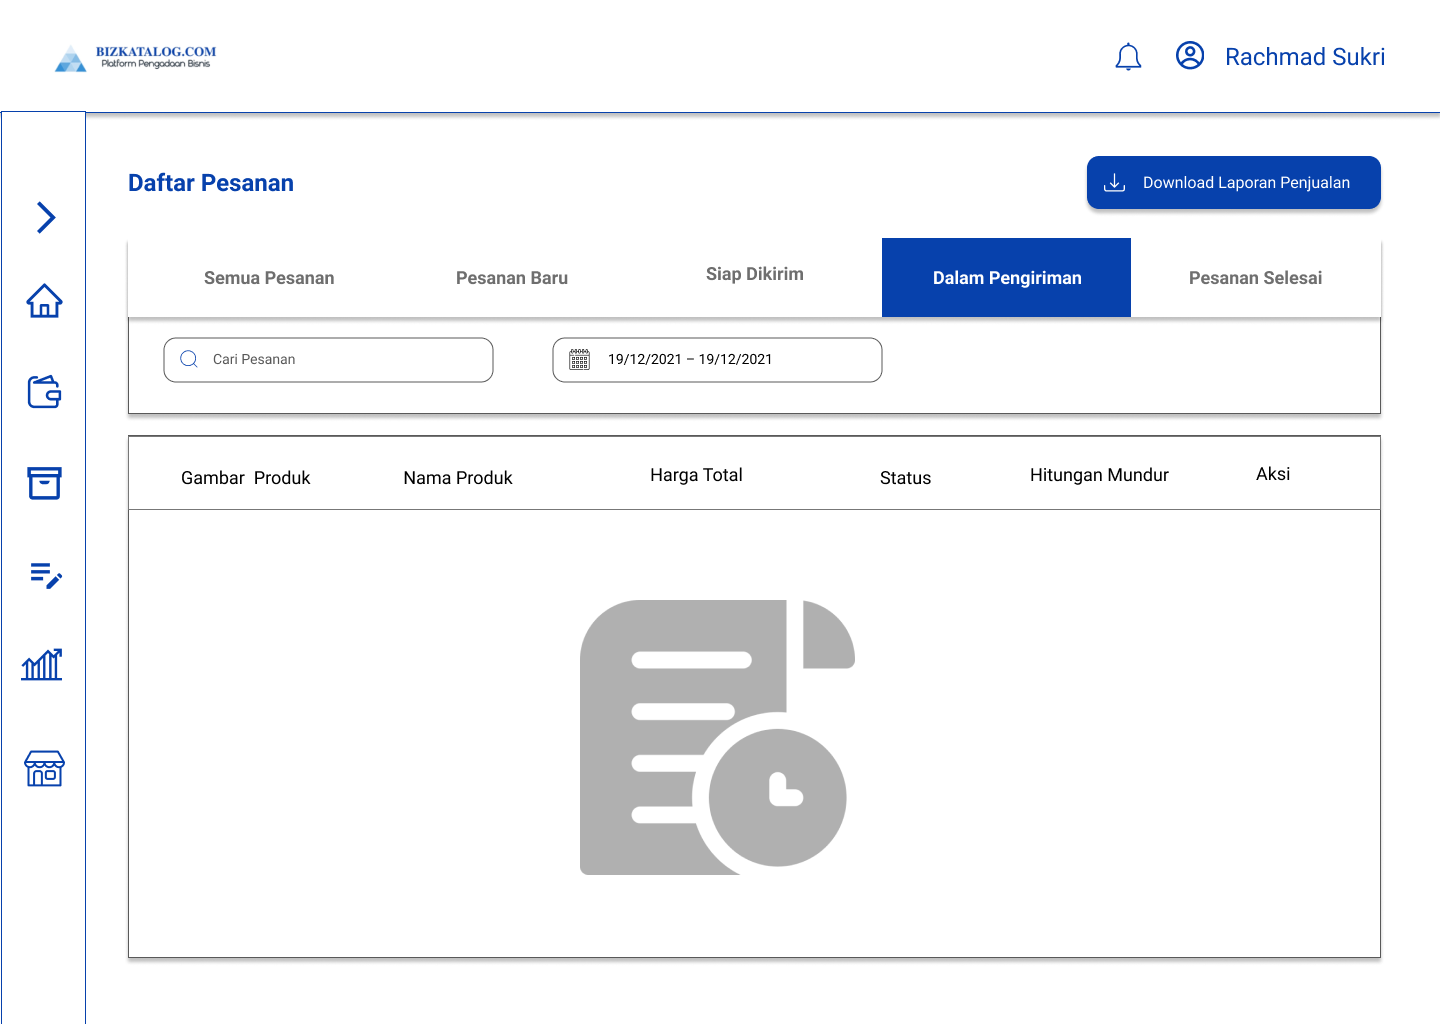 BIZKATALOG.COM
Platform Pengadaan Bisnis
Rachmad Sukri
Daftar Pesanan
Download Laporan Penjualan
Semua Pesanan
Pesanan Baru
Siap Dikirim
Dalam Pengiriman
Pesanan Selesai
Cari Pesanan
19/12/2021 – 19/12/2021
Gambar Produk
Nama Produk
Harga Total
Status
Hitungan Mundur
Aksi